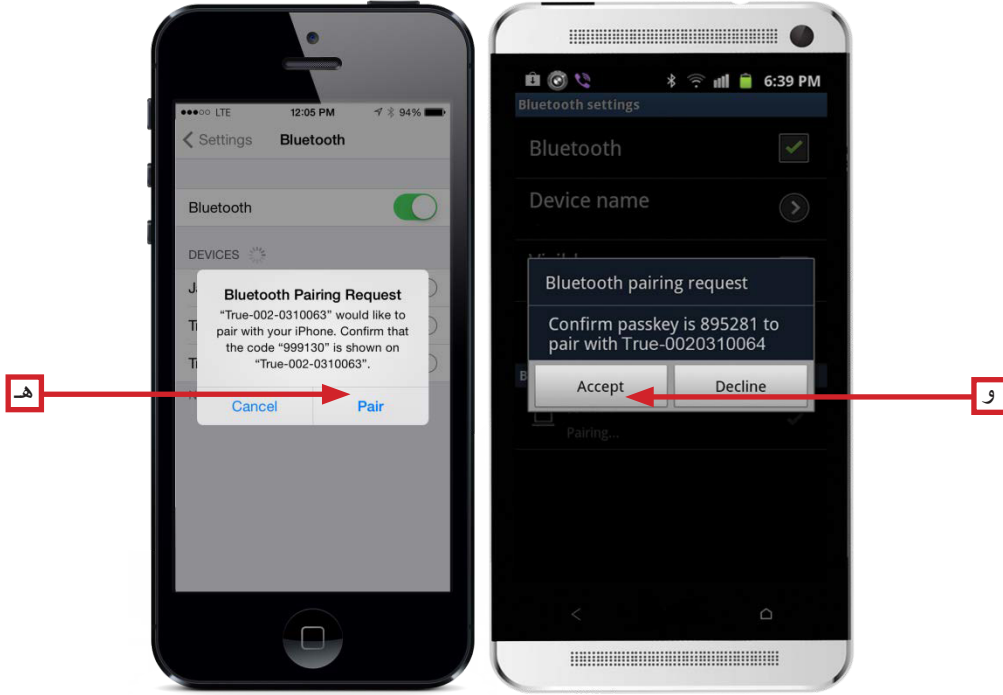 LTE 12:05 PM 94%
Settings Bluetooth
Bluetooth
DEVICES
J
Bluetooth Pairing Request
“True-002-0310063” would like to
pair with your iPhone. Confirm that
the code “999130” is shown on
“True-002-0310063”.
Cancel Pair
هـ
6:39 PM
Bluetooth settings
Bluetooth
Device name
Bluetooth pairing request
Confirm passkey is 895281 to
pair with True-0020310064
B
Accept Decline
Pairing...
و